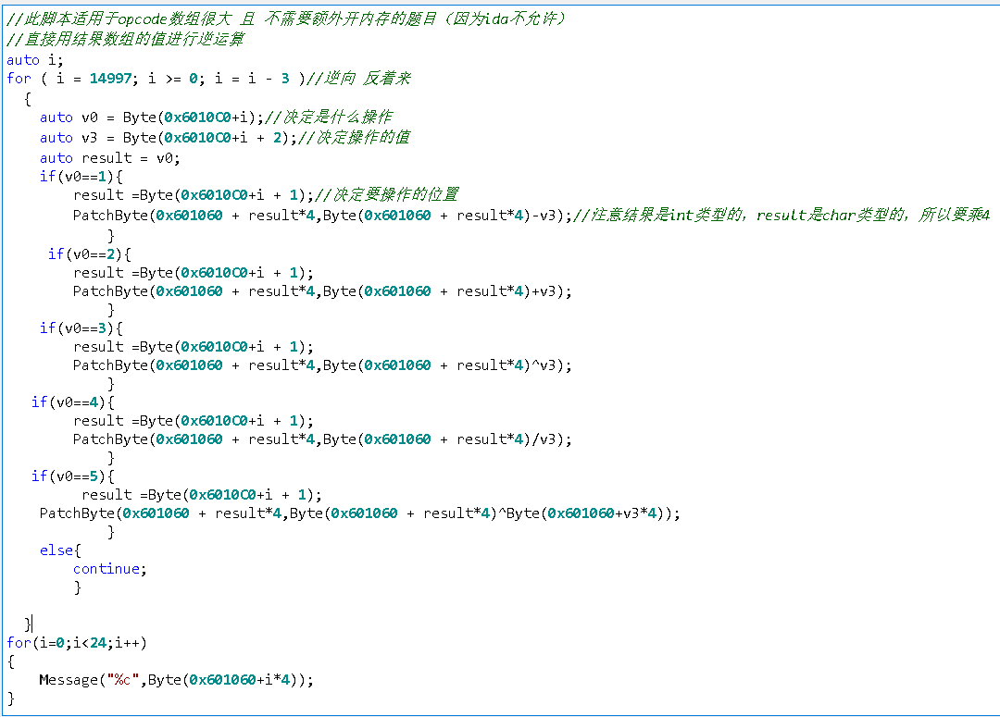 //此脚本适用于opcode数组很大 且 不需要额外开内存的题目（因为ida不允许）
//直接用结果数组的值进行逆运算
auto i;
for ( i = 14997; i >= 0; i = i - 3 )//逆向 反着来
  {
    auto v0 = Byte(0x6010C0+i);//决定是什么操作
    auto v3 = Byte(0x6010C0+i + 2);//决定操作的值
    auto result = v0;
    if(v0==1){
        result =Byte(0x6010C0+i + 1);//决定要操作的位置
        PatchByte(0x601060 + result*4,Byte(0x601060 + result*4)-v3);//注意结果是int类型的，result是char类型的，所以要乘4
            }
     if(v0==2){
        result =Byte(0x6010C0+i + 1);
        PatchByte(0x601060 + result*4,Byte(0x601060 + result*4)+v3);
            }
    if(v0==3){
        result =Byte(0x6010C0+i + 1);
        PatchByte(0x601060 + result*4,Byte(0x601060 + result*4)^v3);
            }
   if(v0==4){
        result =Byte(0x6010C0+i + 1);
        PatchByte(0x601060 + result*4,Byte(0x601060 + result*4)/v3);
            }
   if(v0==5){
         result =Byte(0x6010C0+i + 1);
    PatchByte(0x601060 + result*4,Byte(0x601060 + result*4)^Byte(0x601060+v3*4));
            }
    else{
        continue;
        }
  }
for(i=0;i<24;i++)
{
    Message("%c",Byte(0x601060+i*4));
}